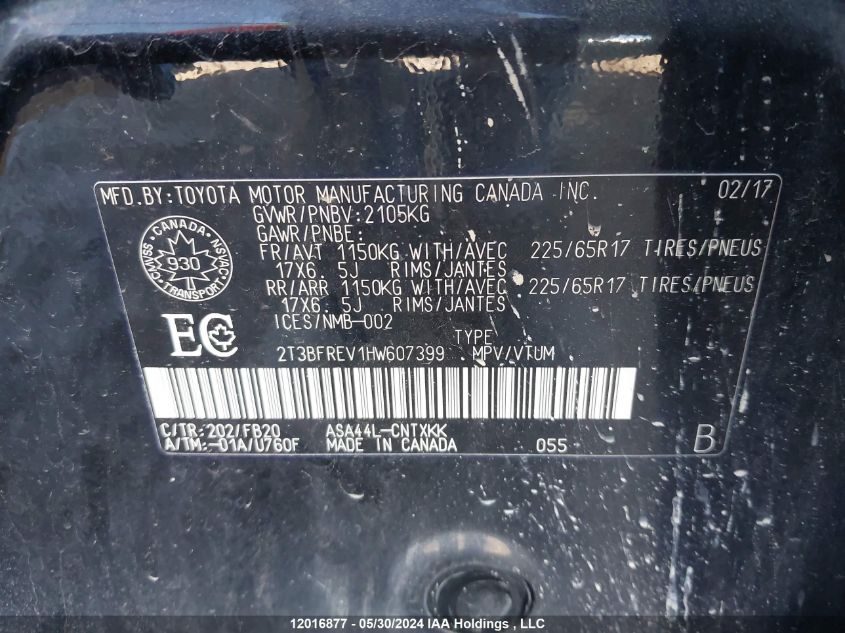 MFD.BY:TOYOTA MOTOR MANUFACTURING CANADA INC. 02/17
GVWR/PNBV:2105KG
GAWR/PNBE:
FR/AVT 1150KG WITH/AVEC 225/65R17 TIRES/PNEUS
17X6.5J RIMS/JANTES
RR/ARR 1150KG WITH/AVEC 225/65R17 TIRES/PNEUS
17X6.5J RIMS/JANTES
ICES/NMB-002
CANADA
930
TRANSPORT
CMVSS
NSVAC
EC
TYPE
2T3BFREV1HW607399 MPV/VTUM
C/TR:202/FB20 ASA44L-CNTXKK
A/TM:-01A/U760F MADE IN CANADA 055 B
12016877 - 05/30/2024 IAA Holdings , LLC